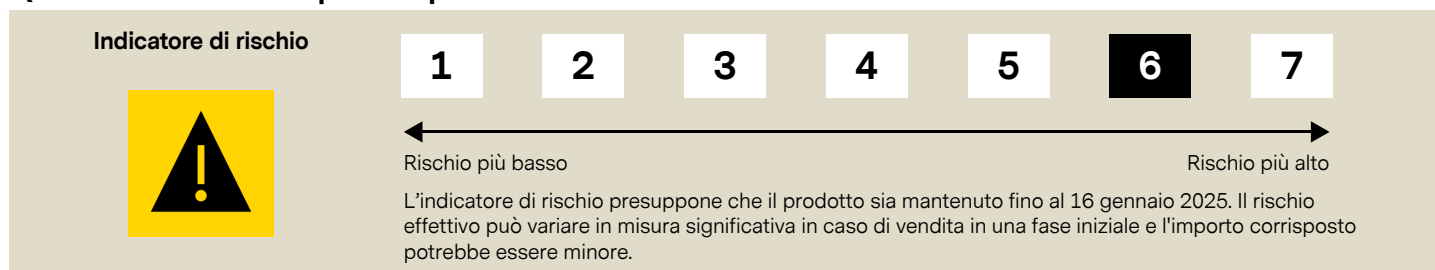 Indicatore di rischio
1 2 3 4 5 6 7
Rischio più basso Rischio più alto
L'indicatore di rischio presuppone che il prodotto sia mantenuto fino al 16 gennaio 2025. Il rischio
effettivo può variare in misura significativa in caso di vendita in una fase iniziale e l'importo corrisposto
potrebbe essere minore.